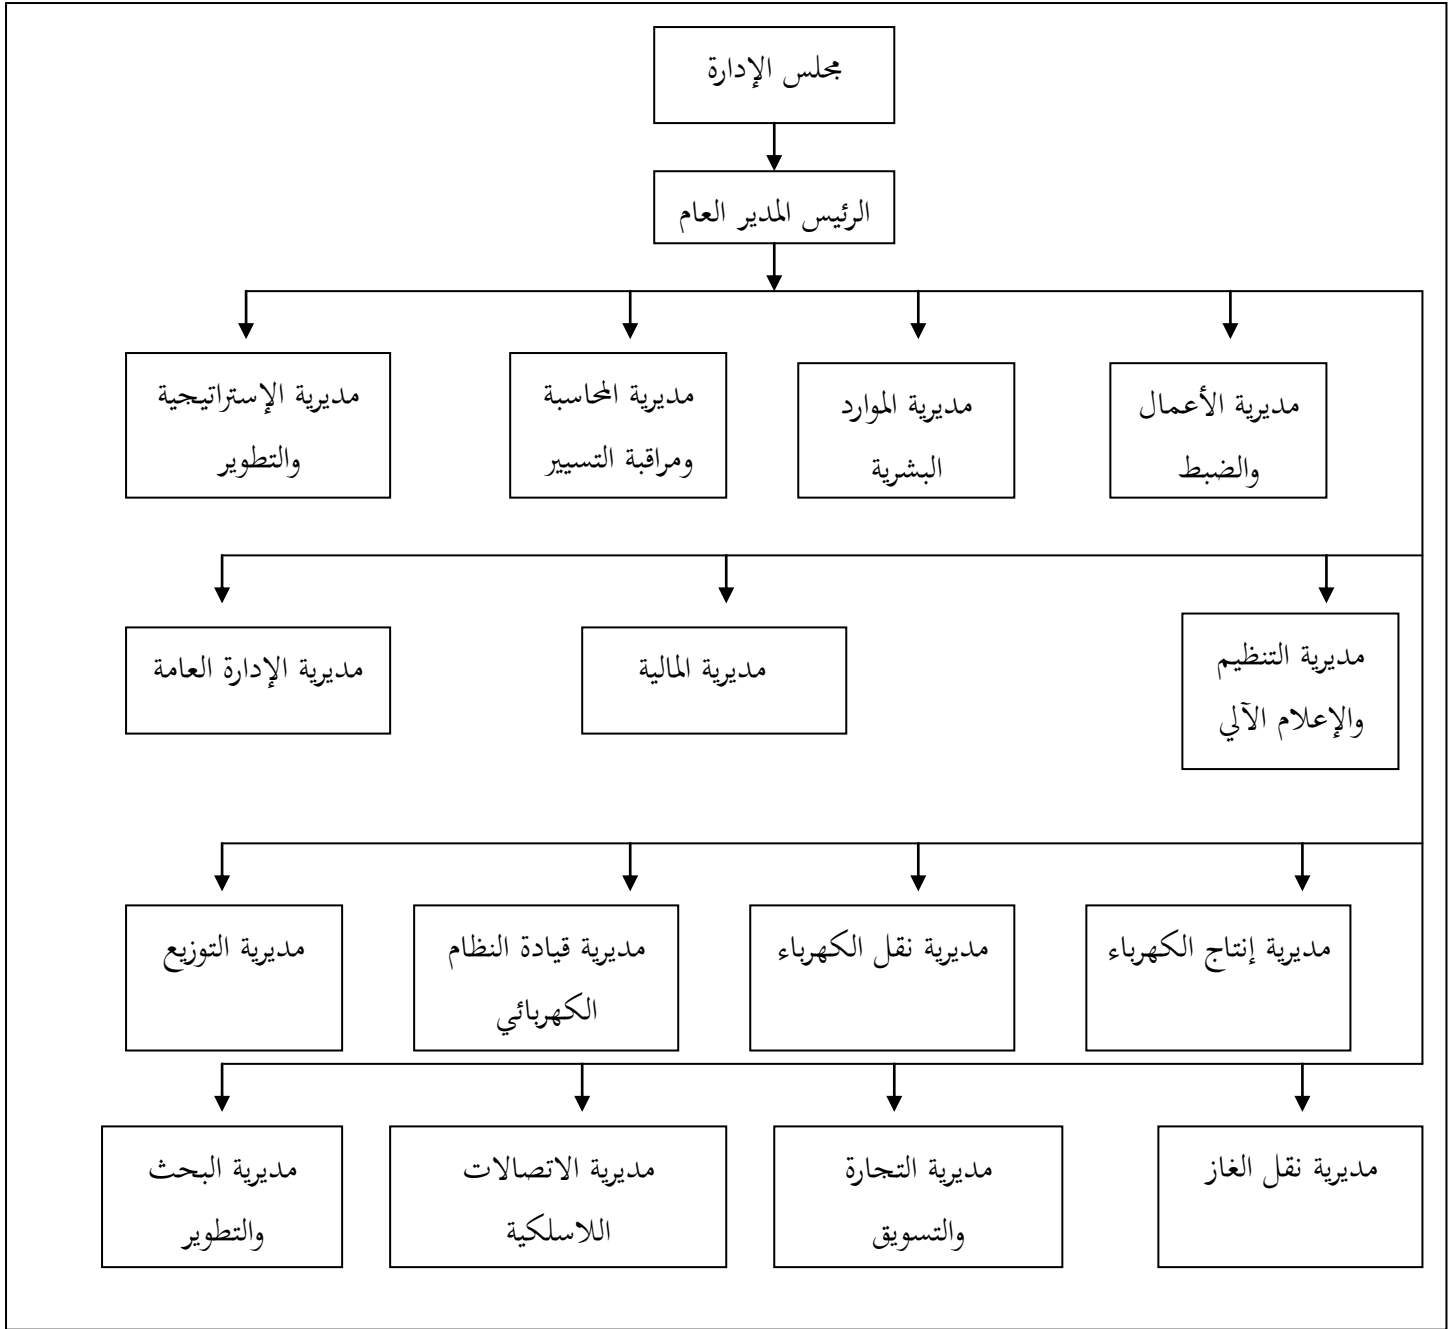 مجلس الإدارة
الرئيس المدير العام
مديرية الأعمال
والضبط
مديرية الموارد
البشرية
مديرية المحاسبة
ومراقبة التسيير
مديرية الإستراتيجية
والتطوير
مديرية التنظيم
والإعلام الآلي
مديرية المالية
مديرية الإدارة العامة
مديرية إنتاج الكهرباء
مديرية نقل الكهرباء
مديرية قيادة النظام
الكهربائي
مديرية التوزيع
مديرية نقل الغاز
مديرية التجارة
والتسويق
مديرية الاتصالات
اللاسلكية
مديرية البحث
والتطوير